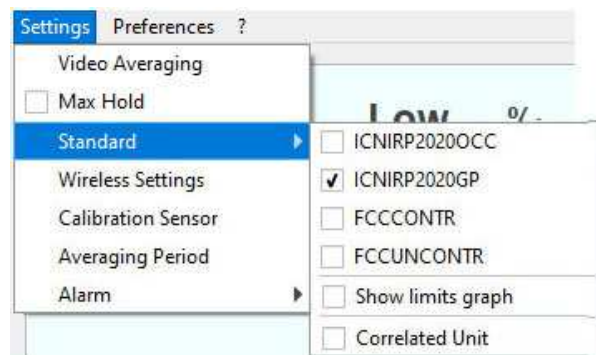 Settings Preferences ?
Video Averaging
Max Hold
Low %
Standard
ICNIRP2020OCC
Wireless Settings
ICNIRP2020GP
Calibration Sensor
FCCCONTR
Averaging Period
FCCUNCONTR
Alarm
Show limits graph
Correlated Unit